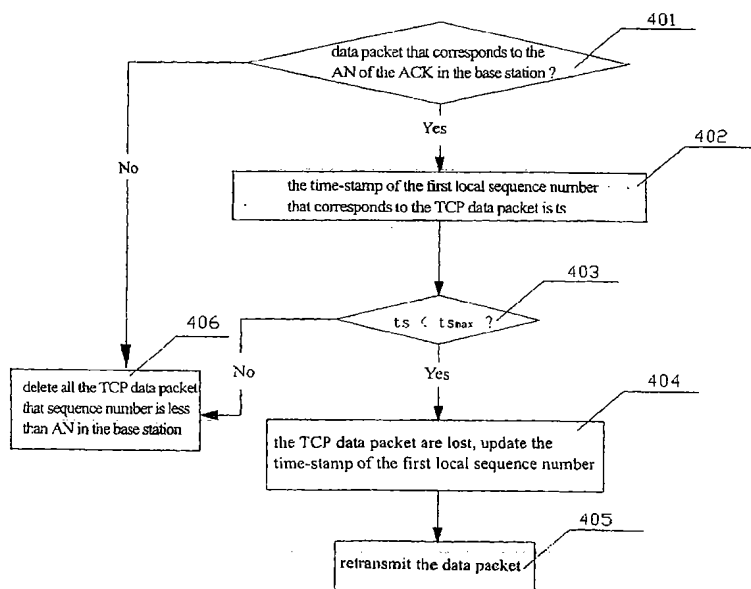 401
data packet that corresponds to the
AN of the ACK in the base station ?
Yes
No
402
the time-stamp of the first local sequence number
that corresponds to the TCP data packet is ts
403
ts < tsmax ?
406
No
Yes
delete all the TCP data packet
that sequence number is less
than AN in the base station
404
the TCP data packet are lost, update the
time-stamp of the first local sequence number
405
retransmit the data packet